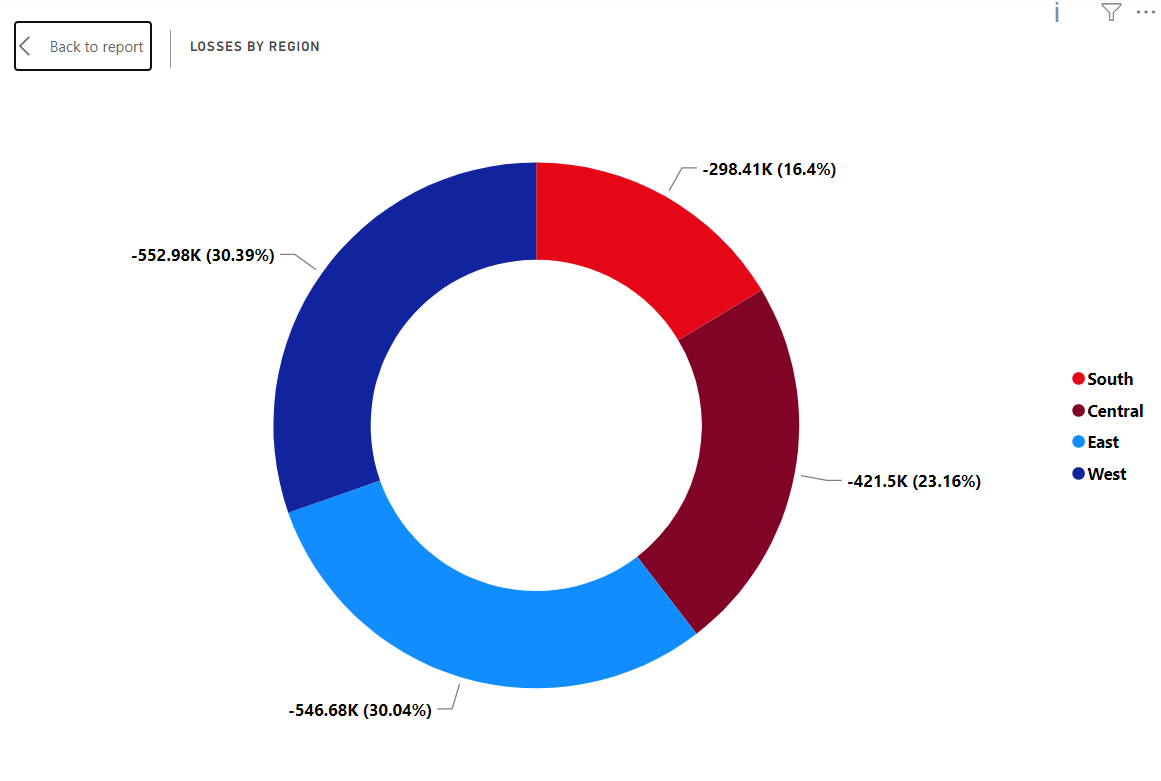 Back to report
LOSSES BY REGION
-298.41K (16.4%)
-552.98K (30.39%)
South
Central
East
West
-421.5K (23.16%)
-546.68K (30.04%)